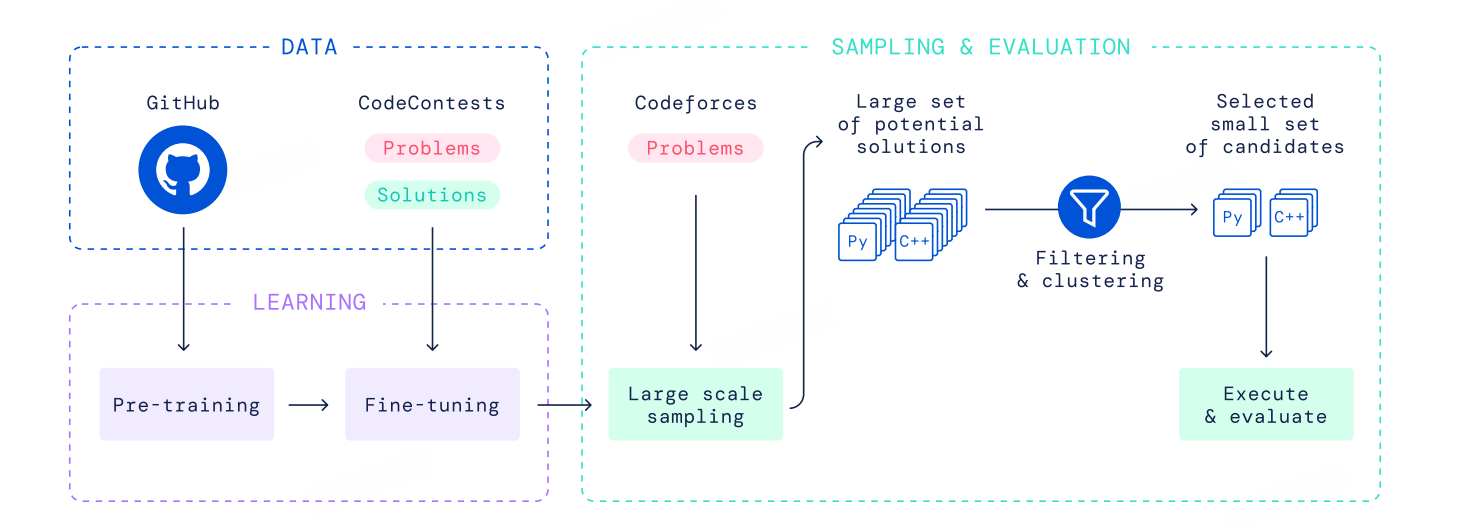 DATA
GitHub
CodeContests
Problems
Solutions
LEARNING
Pre-training
Fine-tuning
SAMPLING & EVALUATION
Codeforces
Problems
Large scale
sampling
Large set
of potential
solutions
Py
C++
Filtering
& clustering
Selected
small set
of candidates
Py
C++
Execute
& evaluate